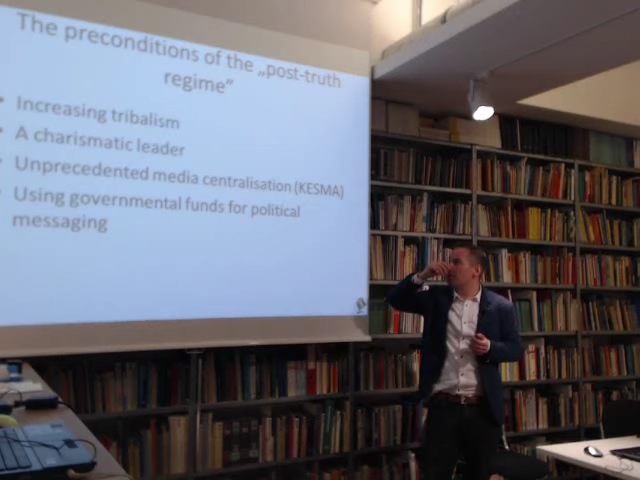 The preconditions of the „post-truth
regime"
• Increasing tribalism
• A charismatic leader
• Unprecedented media centralisation (KESMA)
• Using governmental funds for political
messaging